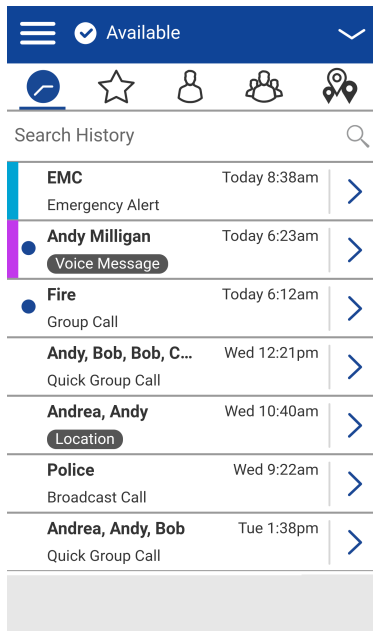 Available
Search History
EMC Today 8:38am
Emergency Alert
Andy Milligan Today 6:23am
Voice Message
Fire Today 6:12am
Group Call
Andy, Bob, Bob, C... Wed 12:21pm
Quick Group Call
Andrea, Andy Wed 10:40am
Location
Police Wed 9:22am
Broadcast Call
Andrea, Andy, Bob Tue 1:38pm
Quick Group Call